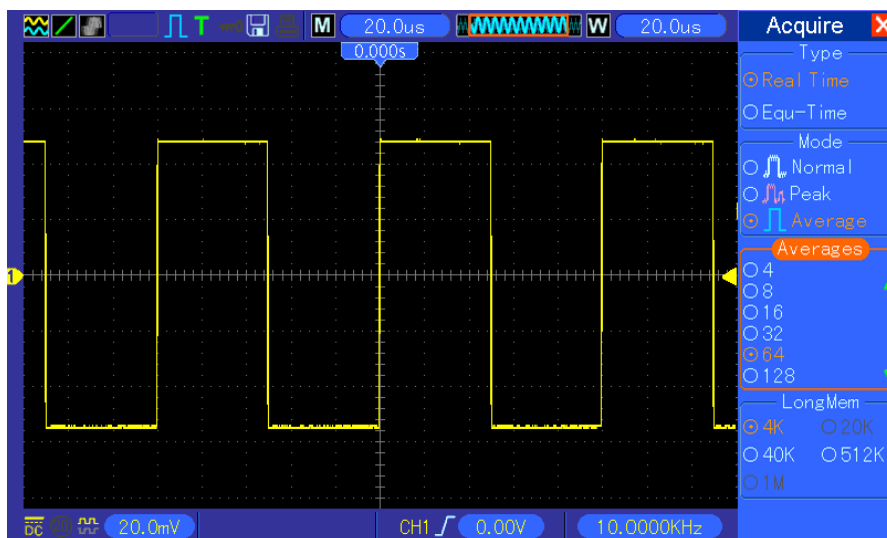 T M 20.0us W 20.0us Acquire X
0.000s
Type
Real Time
Equ-Time
Mode
Normal
Peak
Average
1
Averages
4
8
16
32
64
128
LongMem
4K 20K
40K 512K
1M
DC 20.0mV CH1 0.00V 10.0000KHz